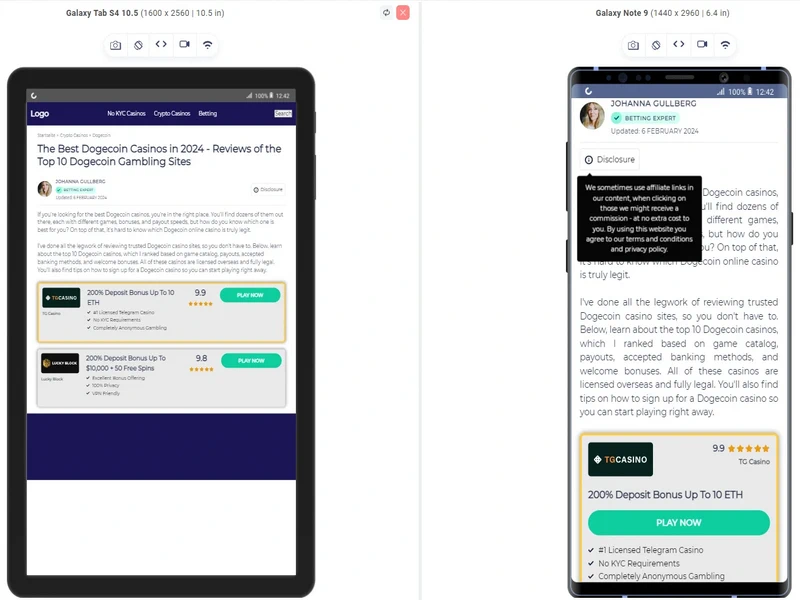 Galaxy Tab S4 10.5 (1600 x 2560 | 10.5 in)
100% 12:42
Logo
No KYC Casinos Crypto Casinos Betting
Search
Startseite » Crypto Casinos » Dogecoin
The Best Dogecoin Casinos in 2024 - Reviews of the
Top 10 Dogecoin Gambling Sites
JOHANNA GULLBERG
BETTING EXPERT
Updated: 6 FEBRUARY 2024
Disclosure
If you're looking for the best Dogecoin casinos, you're in the right place. You'll find dozens of them out
there, each with different games, bonuses, and payout speeds, but how do you know which one is
best for you? On top of that, it's hard to know which Dogecoin online casino is truly legit.
I've done all the legwork of reviewing trusted Dogecoin casino sites, so you don't have to. Below, learn
about the top 10 Dogecoin casinos, which I ranked based on game catalog, payouts, accepted
banking methods, and welcome bonuses. All of these casinos are licensed overseas and fully legal.
You'll also find tips on how to sign up for a Dogecoin casino so you can start playing right away.
TGCASINO
TG Casino
200% Deposit Bonus Up To 10
ETH
#1 Licensed Telegram Casino
No KYC Requirements
Completely Anonymous Gambling
9.9
PLAY NOW
LUCKY BLOCK
Lucky Block
200% Deposit Bonus Up To
$10,000 + 50 Free Spins
Excellent Bonus Offering
100% Privacy
VPN Friendly
9.8
PLAY NOW
Galaxy Note 9 (1440 x 2960 | 6.4 in)
100% 12:42
JOHANNA GULLBERG
BETTING EXPERT
Updated: 6 FEBRUARY 2024
Disclosure
We sometimes use affiliate links in
our content, when clicking on
those we might receive a
commission - at no extra cost to
you. By using this website you
agree to our terms and conditions
and privacy policy.
Dogecoin casinos,
you'll find dozens of
different games,
but how do you
you? On top of that,
it's hard to know which Dogecoin online casino
is truly legit.
I've done all the legwork of reviewing trusted
Dogecoin casino sites, so you don't have to.
Below, learn about the top 10 Dogecoin casinos,
which I ranked based on game catalog,
payouts, accepted banking methods, and
welcome bonuses. All of these casinos are
licensed overseas and fully legal. You'll also find
tips on how to sign up for a Dogecoin casino so
you can start playing right away.
TGCASINO
9.9
TG Casino
200% Deposit Bonus Up To 10 ETH
PLAY NOW
#1 Licensed Telegram Casino
No KYC Requirements
Completely Anonymous Gambling